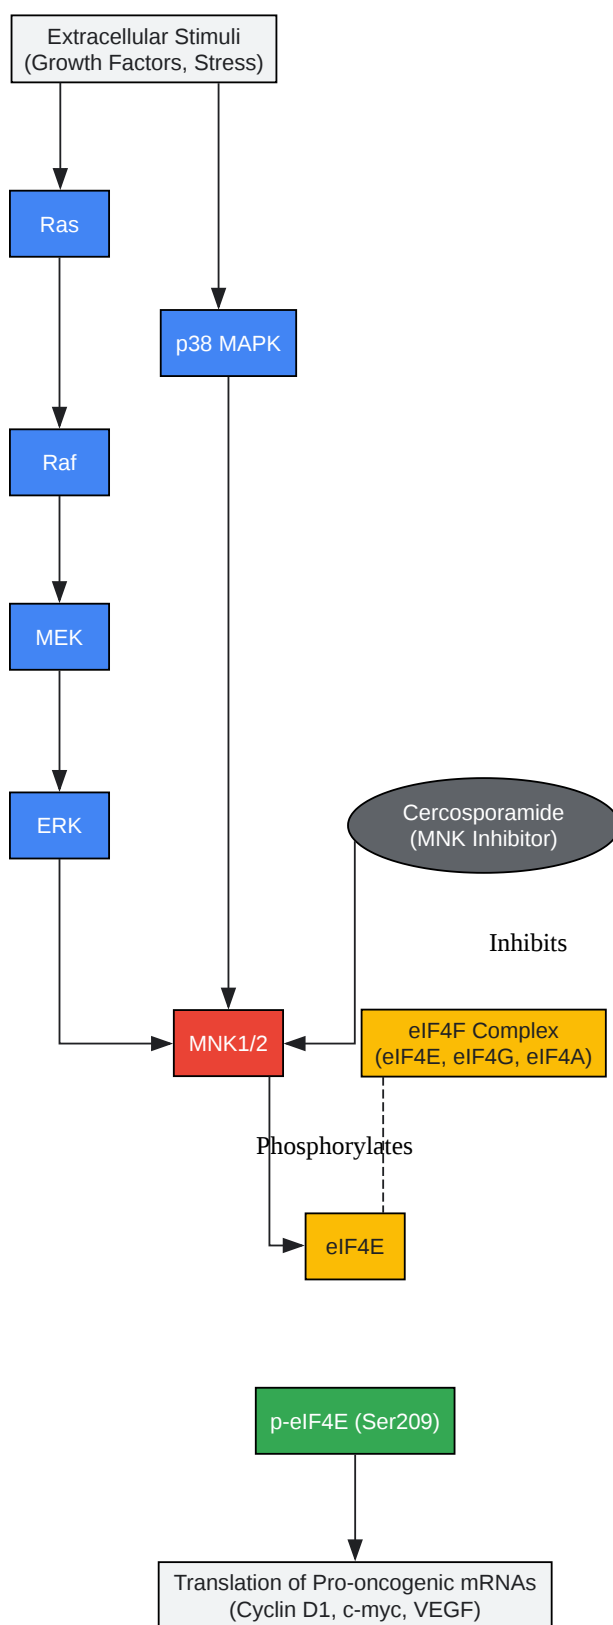 Extracellular Stimuli
(Growth Factors, Stress)
Ras
p38 MAPK
Raf
MEK
Cercosporamide
(MNK Inhibitor)
ERK
Inhibits
MNK1/2
eIF4F Complex
(eIF4E, eIF4G, eIF4A)
Phosphorylates
eIF4E
p-eIF4E (Ser209)
Translation of Pro-oncogenic mRNAs
(Cyclin D1, c-myc, VEGF)